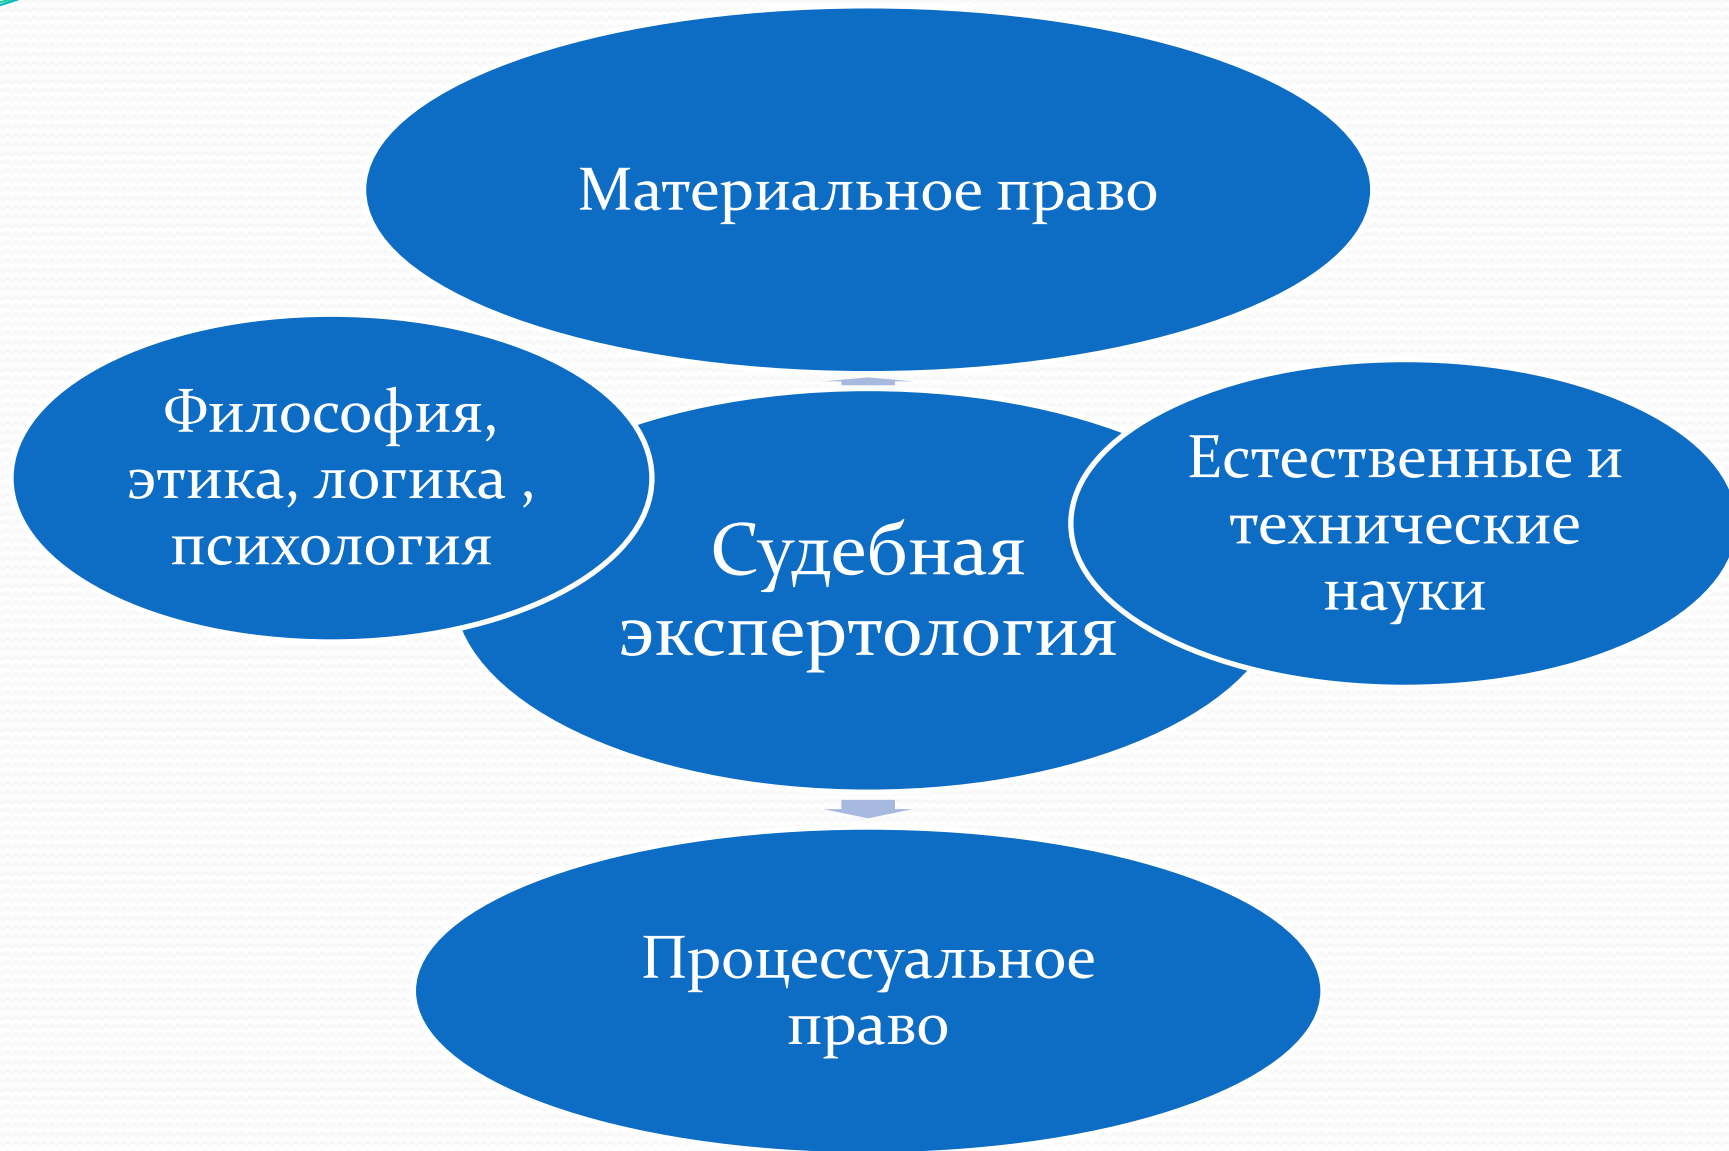 Материальное право
Философия,
этика, логика ,
психология
Судебная
экспертология
Естественные и
технические
науки
Процессуальное
право